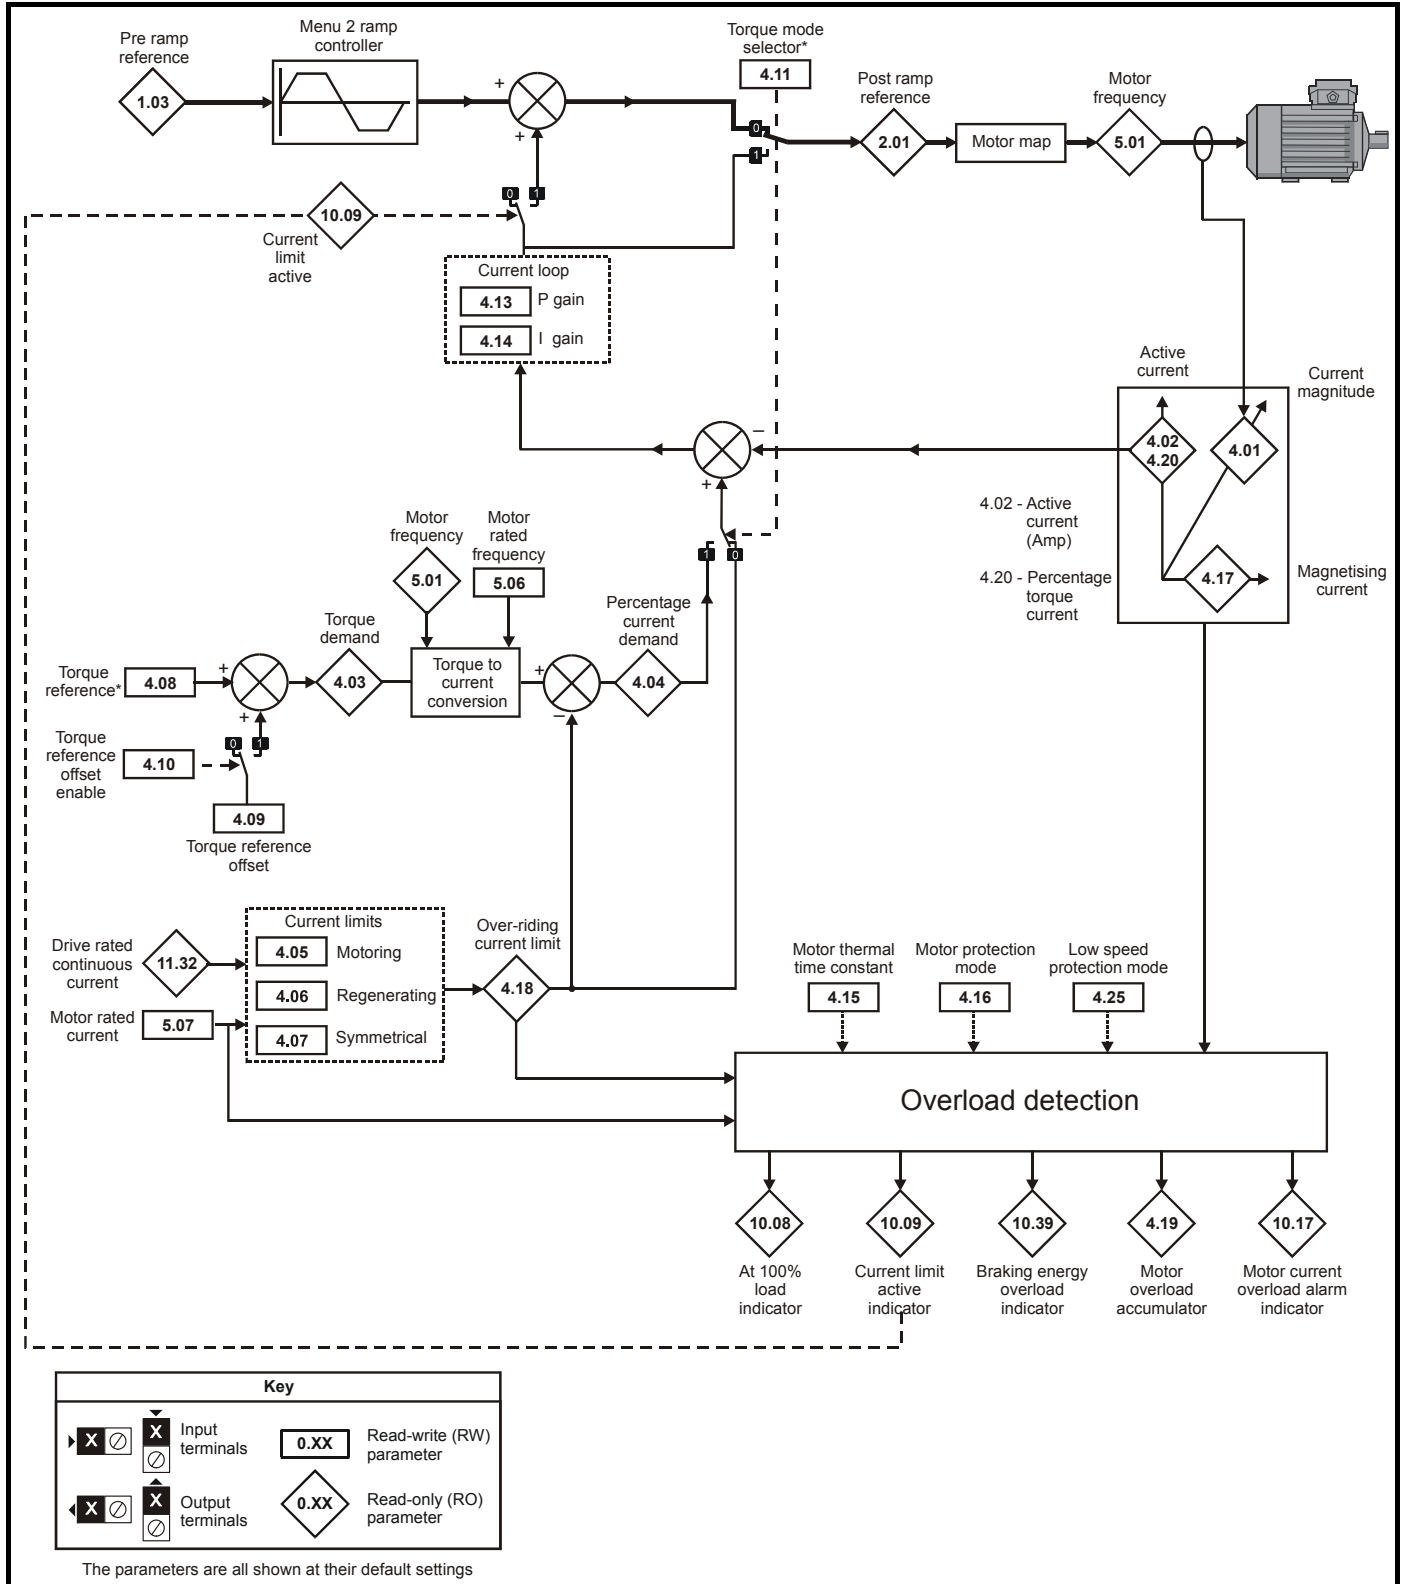 Pre ramp
reference
1.03
Menu 2 ramp
controller
+
+
Torque mode
selector*
4.11
0
1
Post ramp
reference
2.01
Motor map
Motor
frequency
5.01
10.09
Current
limit
active
0 1
Current loop
4.13 P gain
4.14 I gain
Active
current
Current
magnitude
4.02
4.20
4.01
4.17
Magnetising
current
4.02 - Active
current
(Amp)
4.20 - Percentage
torque
current
–
+
1 0
Motor
frequency
5.01
Motor
rated
frequency
5.06
Percentage
current
demand
4.04
Torque
demand
4.03
Torque to
current
conversion
+
–
Torque
reference*
4.08
+
+
0 1
Torque
reference
offset
enable
4.10
4.09
Torque reference
offset
Drive rated
continuous
current
11.32
Motor rated
current
5.07
Current limits
4.05 Motoring
4.06 Regenerating
4.07 Symmetrical
Over-riding
current limit
4.18
Motor thermal
time constant
4.15
Motor protection
mode
4.16
Low speed
protection mode
4.25
Overload detection
10.08
At 100%
load
indicator
10.09
Current limit
active
indicator
10.39
Braking energy
overload
indicator
4.19
Motor
overload
accumulator
10.17
Motor current
overload alarm
indicator
Key
X
X
Input
terminals
0.XX
Read-write (RW)
parameter
X
X
Output
terminals
0.XX
Read-only (RO)
parameter
The parameters are all shown at their default settings